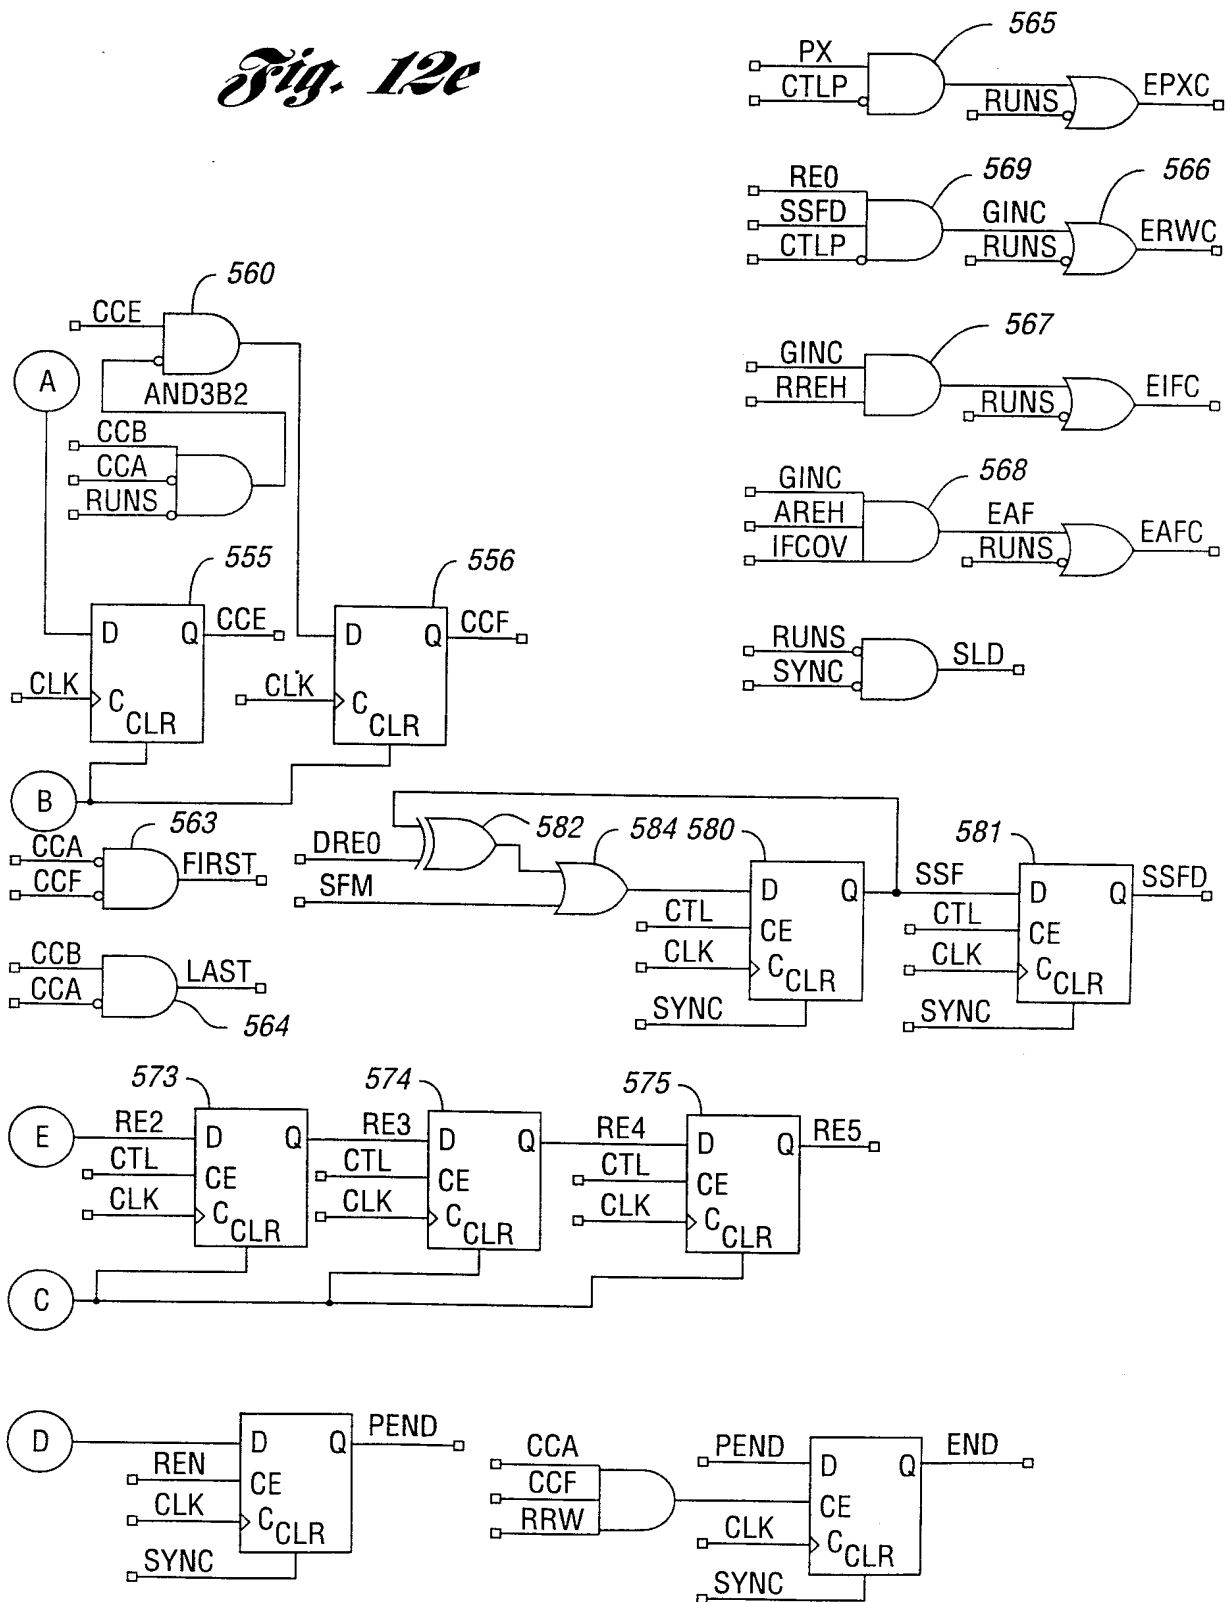 Fig. 12e
565
PX
CTLP
RUNS
EPXC
569
566
RE0
SSFD
CTLP
GINC
RUNS
ERWC
560
CCE
A
AND3B2
CCB
CCA
RUNS
567
GINC
RREH
RUNS
EIFC
568
GINC
AREH
IFCOV
EAF
RUNS
EAFC
555
D Q CCE
CLK
C
CLR
556
D Q CCF
CLK
C
CLR
RUNS
SYNC
SLD
B
563
CCA
CCF
FIRST
CCB
CCA
LAST
564
DRE0
SFM
582
584
580
D Q
CTL
CE
CLK
C
CLR
SYNC
SSF
581
D Q
SSFD
CTL
CE
CLK
C
CLR
SYNC
573
E
RE2
D Q
CTL
CE
CLK
C
CLR
574
RE3
D Q
CTL
CE
CLK
C
CLR
575
RE4
D Q
RE5
CTL
CE
CLK
C
CLR
C
D
D Q
PEND
REN
CE
CLK
C
CLR
SYNC
CCA
CCF
RRW
PEND
D Q
END
CE
CLK
C
CLR
SYNC